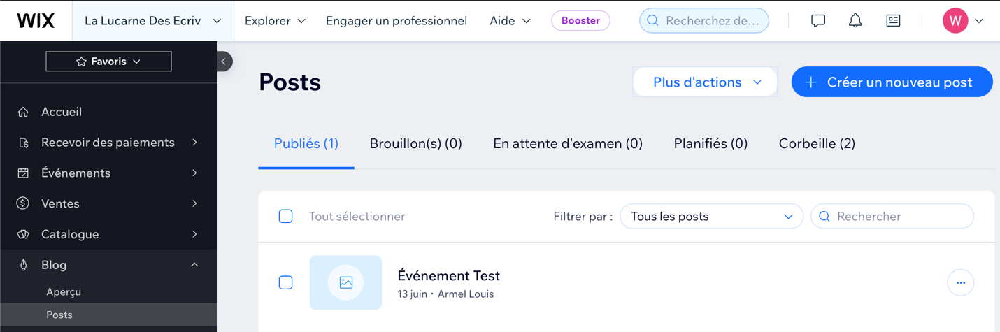 WIX
La Lucarne Des Ecriv
Explorer
Engager un professionnel
Aide
Booster
Recherchez de...
W
Favoris
Accueil
Recevoir des paiements
Événements
Ventes
Catalogue
Blog
Aperçu
Posts
Posts
Plus d'actions
+ Créer un nouveau post
Publiés (1)
Brouillon(s) (0)
En attente d'examen (0)
Planifiés (0)
Corbeille (2)
Tout sélectionner
Filtrer par :
Tous les posts
Rechercher
Événement Test
13 juin · Armel Louis